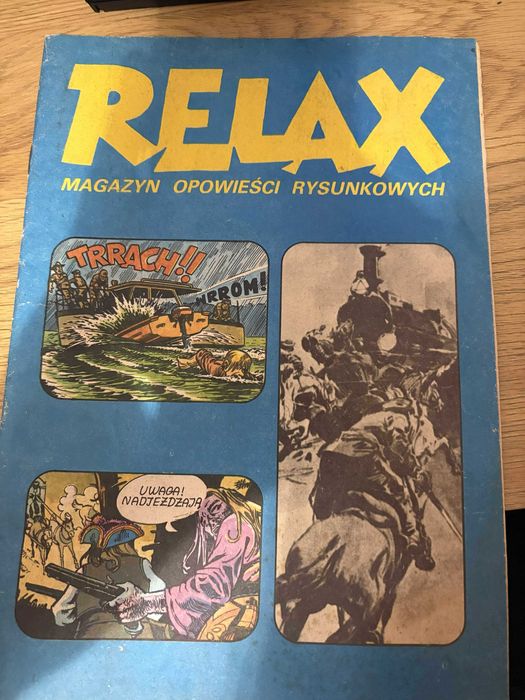 RELAX
MAGAZYN OPOWIEŚCI RYSUNKOWYCH
TRRACH!!
WRROM!
UWAGA!
NADJEŻDŻAJĄ